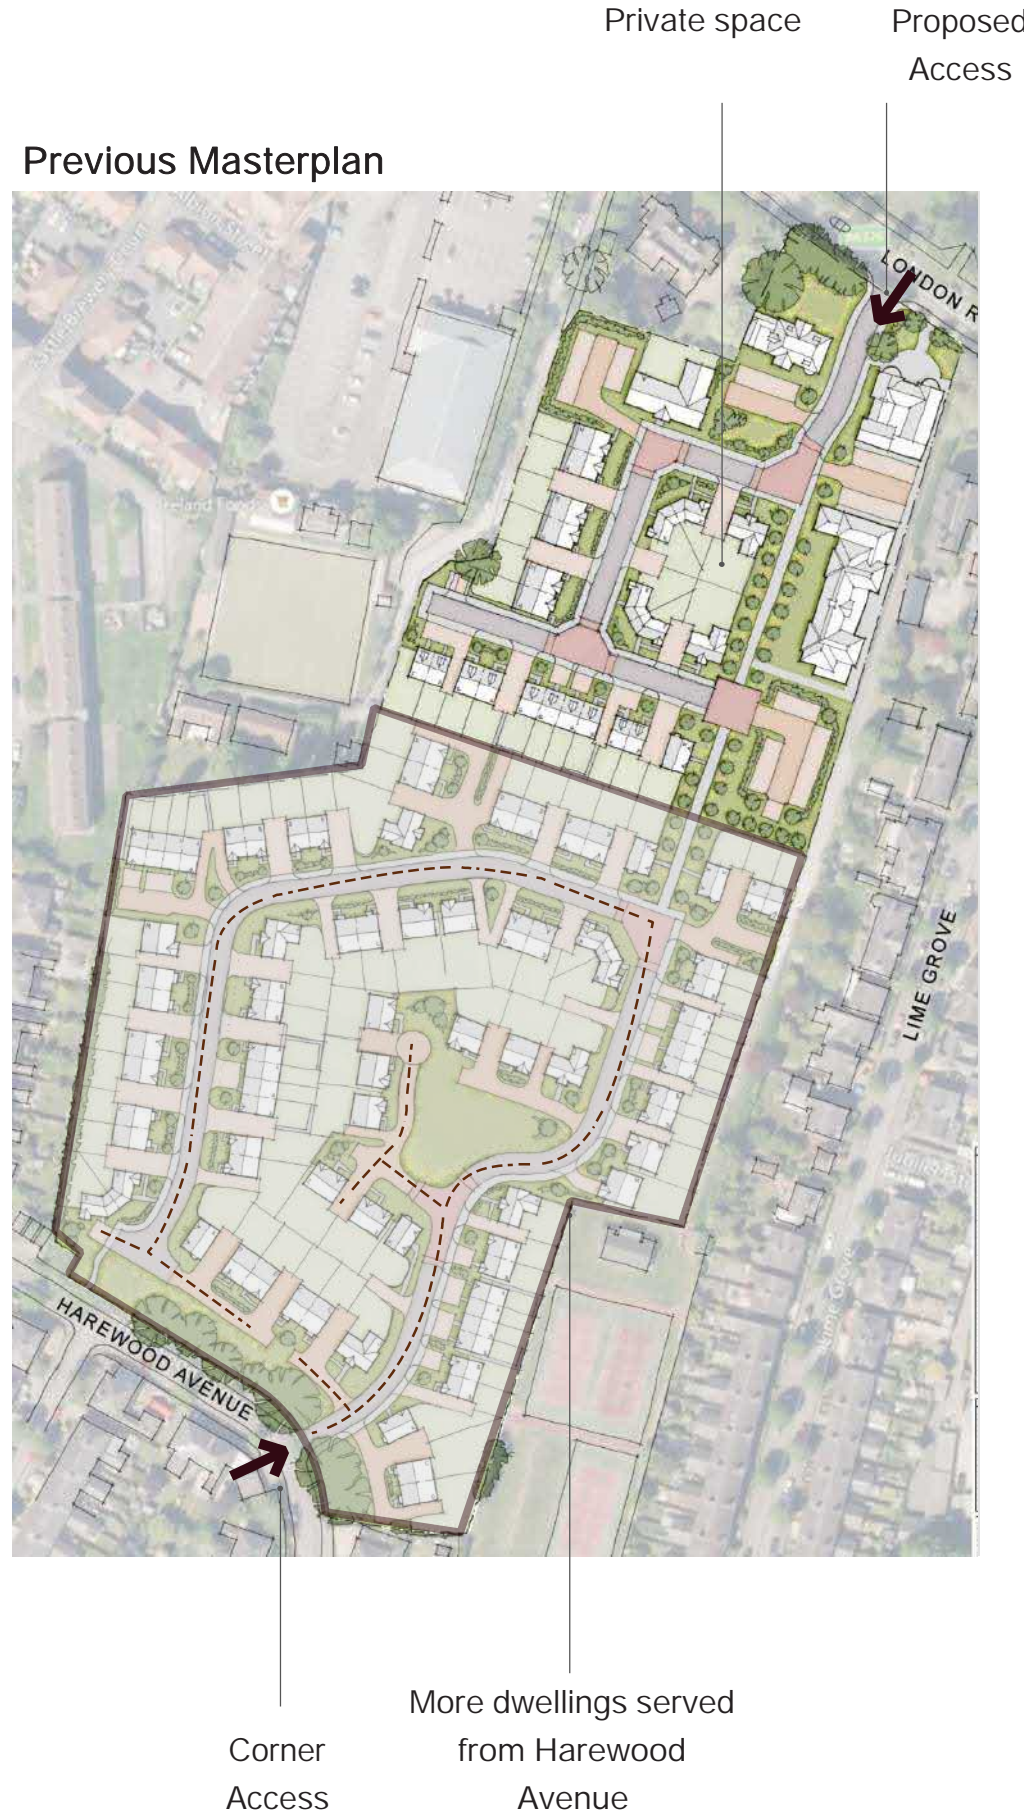 Private space
Proposed
Access
Previous Masterplan
LONDON R
LIME GROVE
HAREWOOD AVENUE
More dwellings served
from Harewood
Avenue
Corner
Access